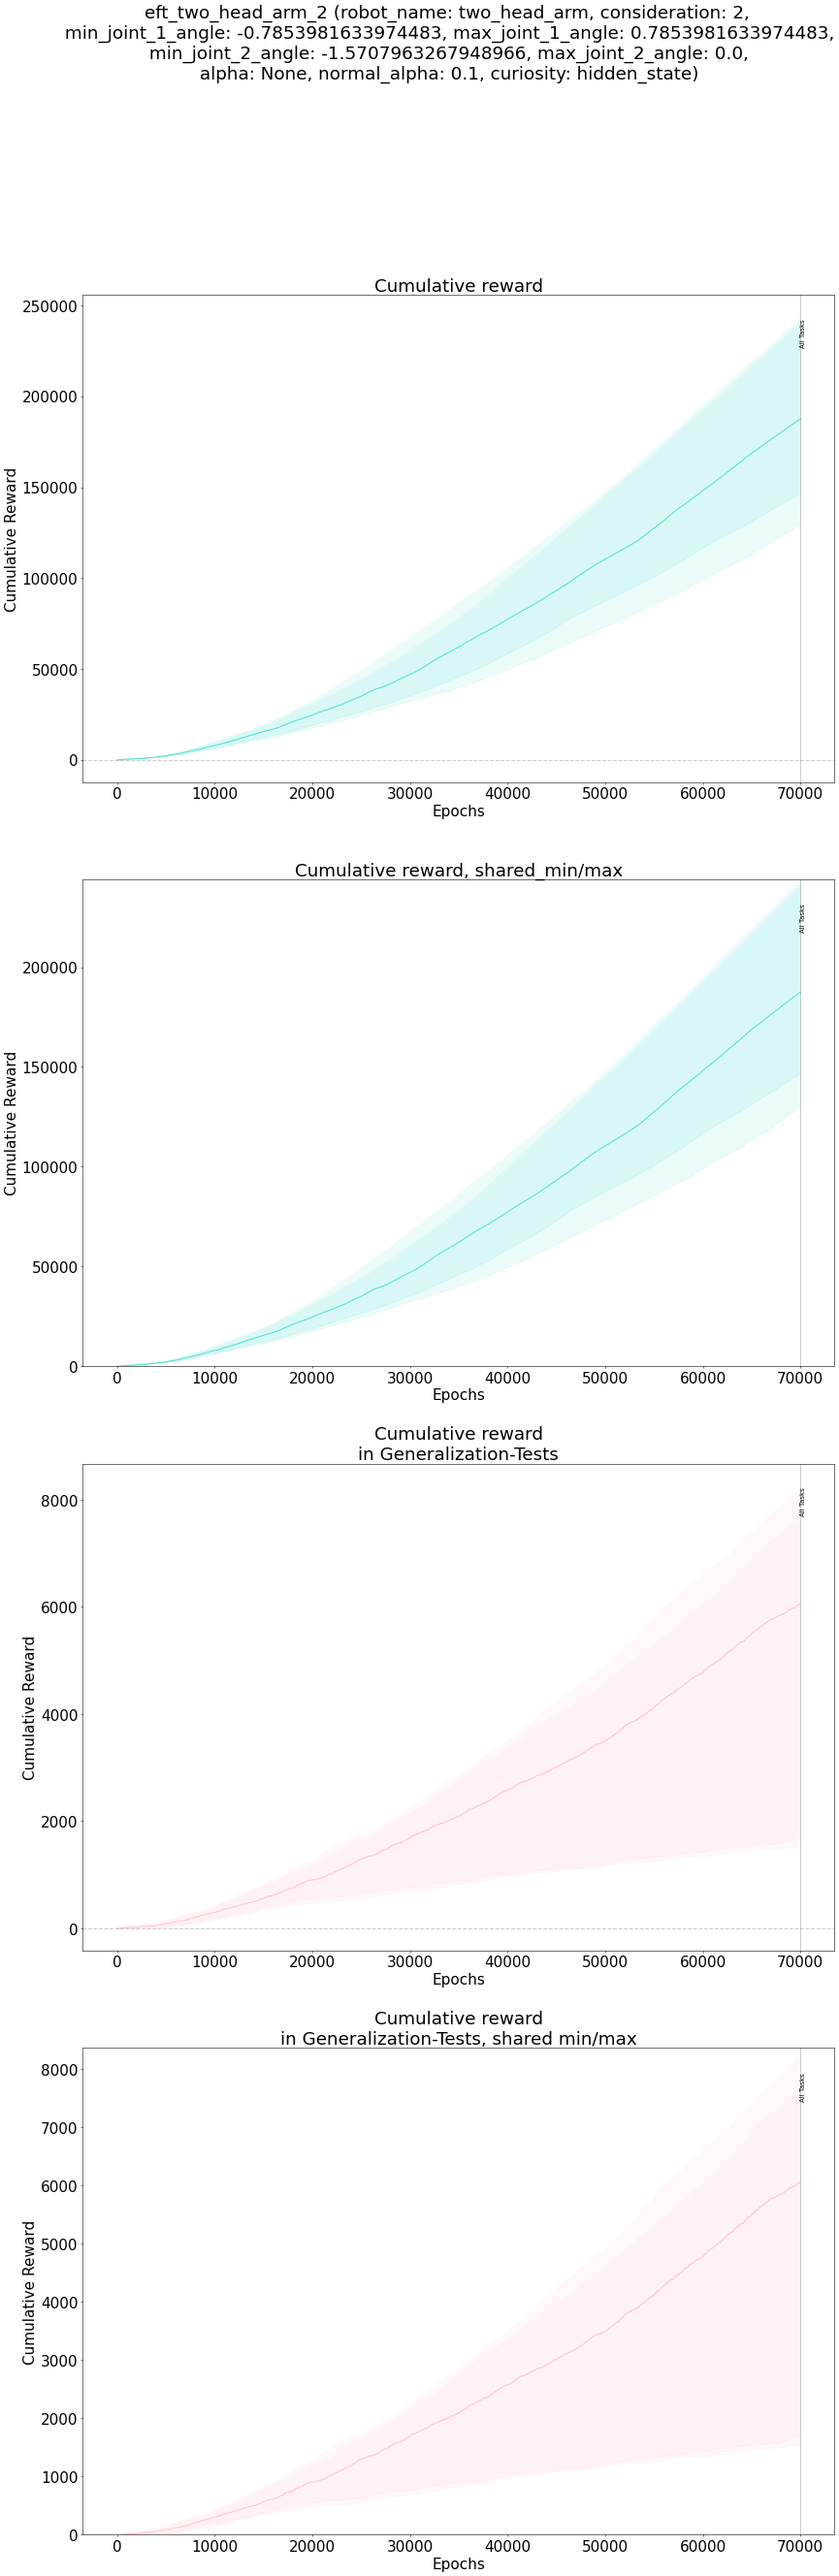 eft_two_head_arm_2 (robot_name: two_head_arm, consideration: 2,
min_joint_1_angle: -0.7853981633974483, max_joint_1_angle: 0.7853981633974483,
min_joint_2_angle: -1.5707963267948966, max_joint_2_angle: 0.0,
alpha: None, normal_alpha: 0.1, curiosity: hidden_state)
Cumulative reward
250000
200000
150000
100000
50000
0
Cumulative Reward
All Tasks
0 10000 20000 30000 40000 50000 60000 70000
Epochs
Cumulative reward, shared_min/max
200000
150000
100000
50000
0
Cumulative Reward
All Tasks
0 10000 20000 30000 40000 50000 60000 70000
Epochs
Cumulative reward
in Generalization-Tests
8000
6000
4000
2000
0
Cumulative Reward
All Tasks
0 10000 20000 30000 40000 50000 60000 70000
Epochs
Cumulative reward
in Generalization-Tests, shared min/max
8000
7000
6000
5000
4000
3000
2000
1000
0
Cumulative Reward
All Tasks
0 10000 20000 30000 40000 50000 60000 70000
Epochs